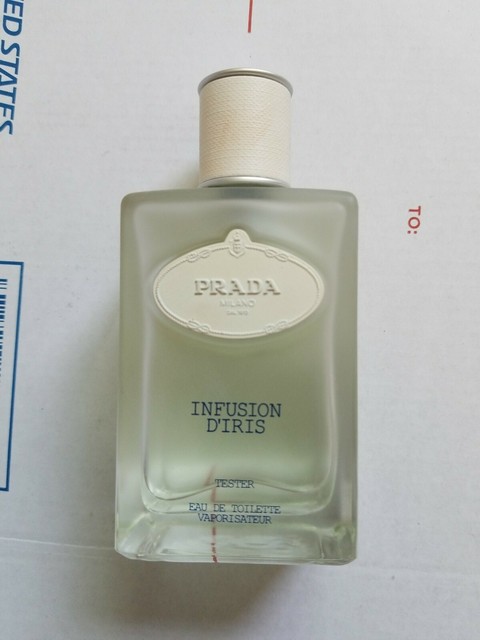 ED STATES
TO:
PRADA
MILANO
INFUSION
D'IRIS
TESTER
EAU DE TOILETTE
VAPORISATEUR